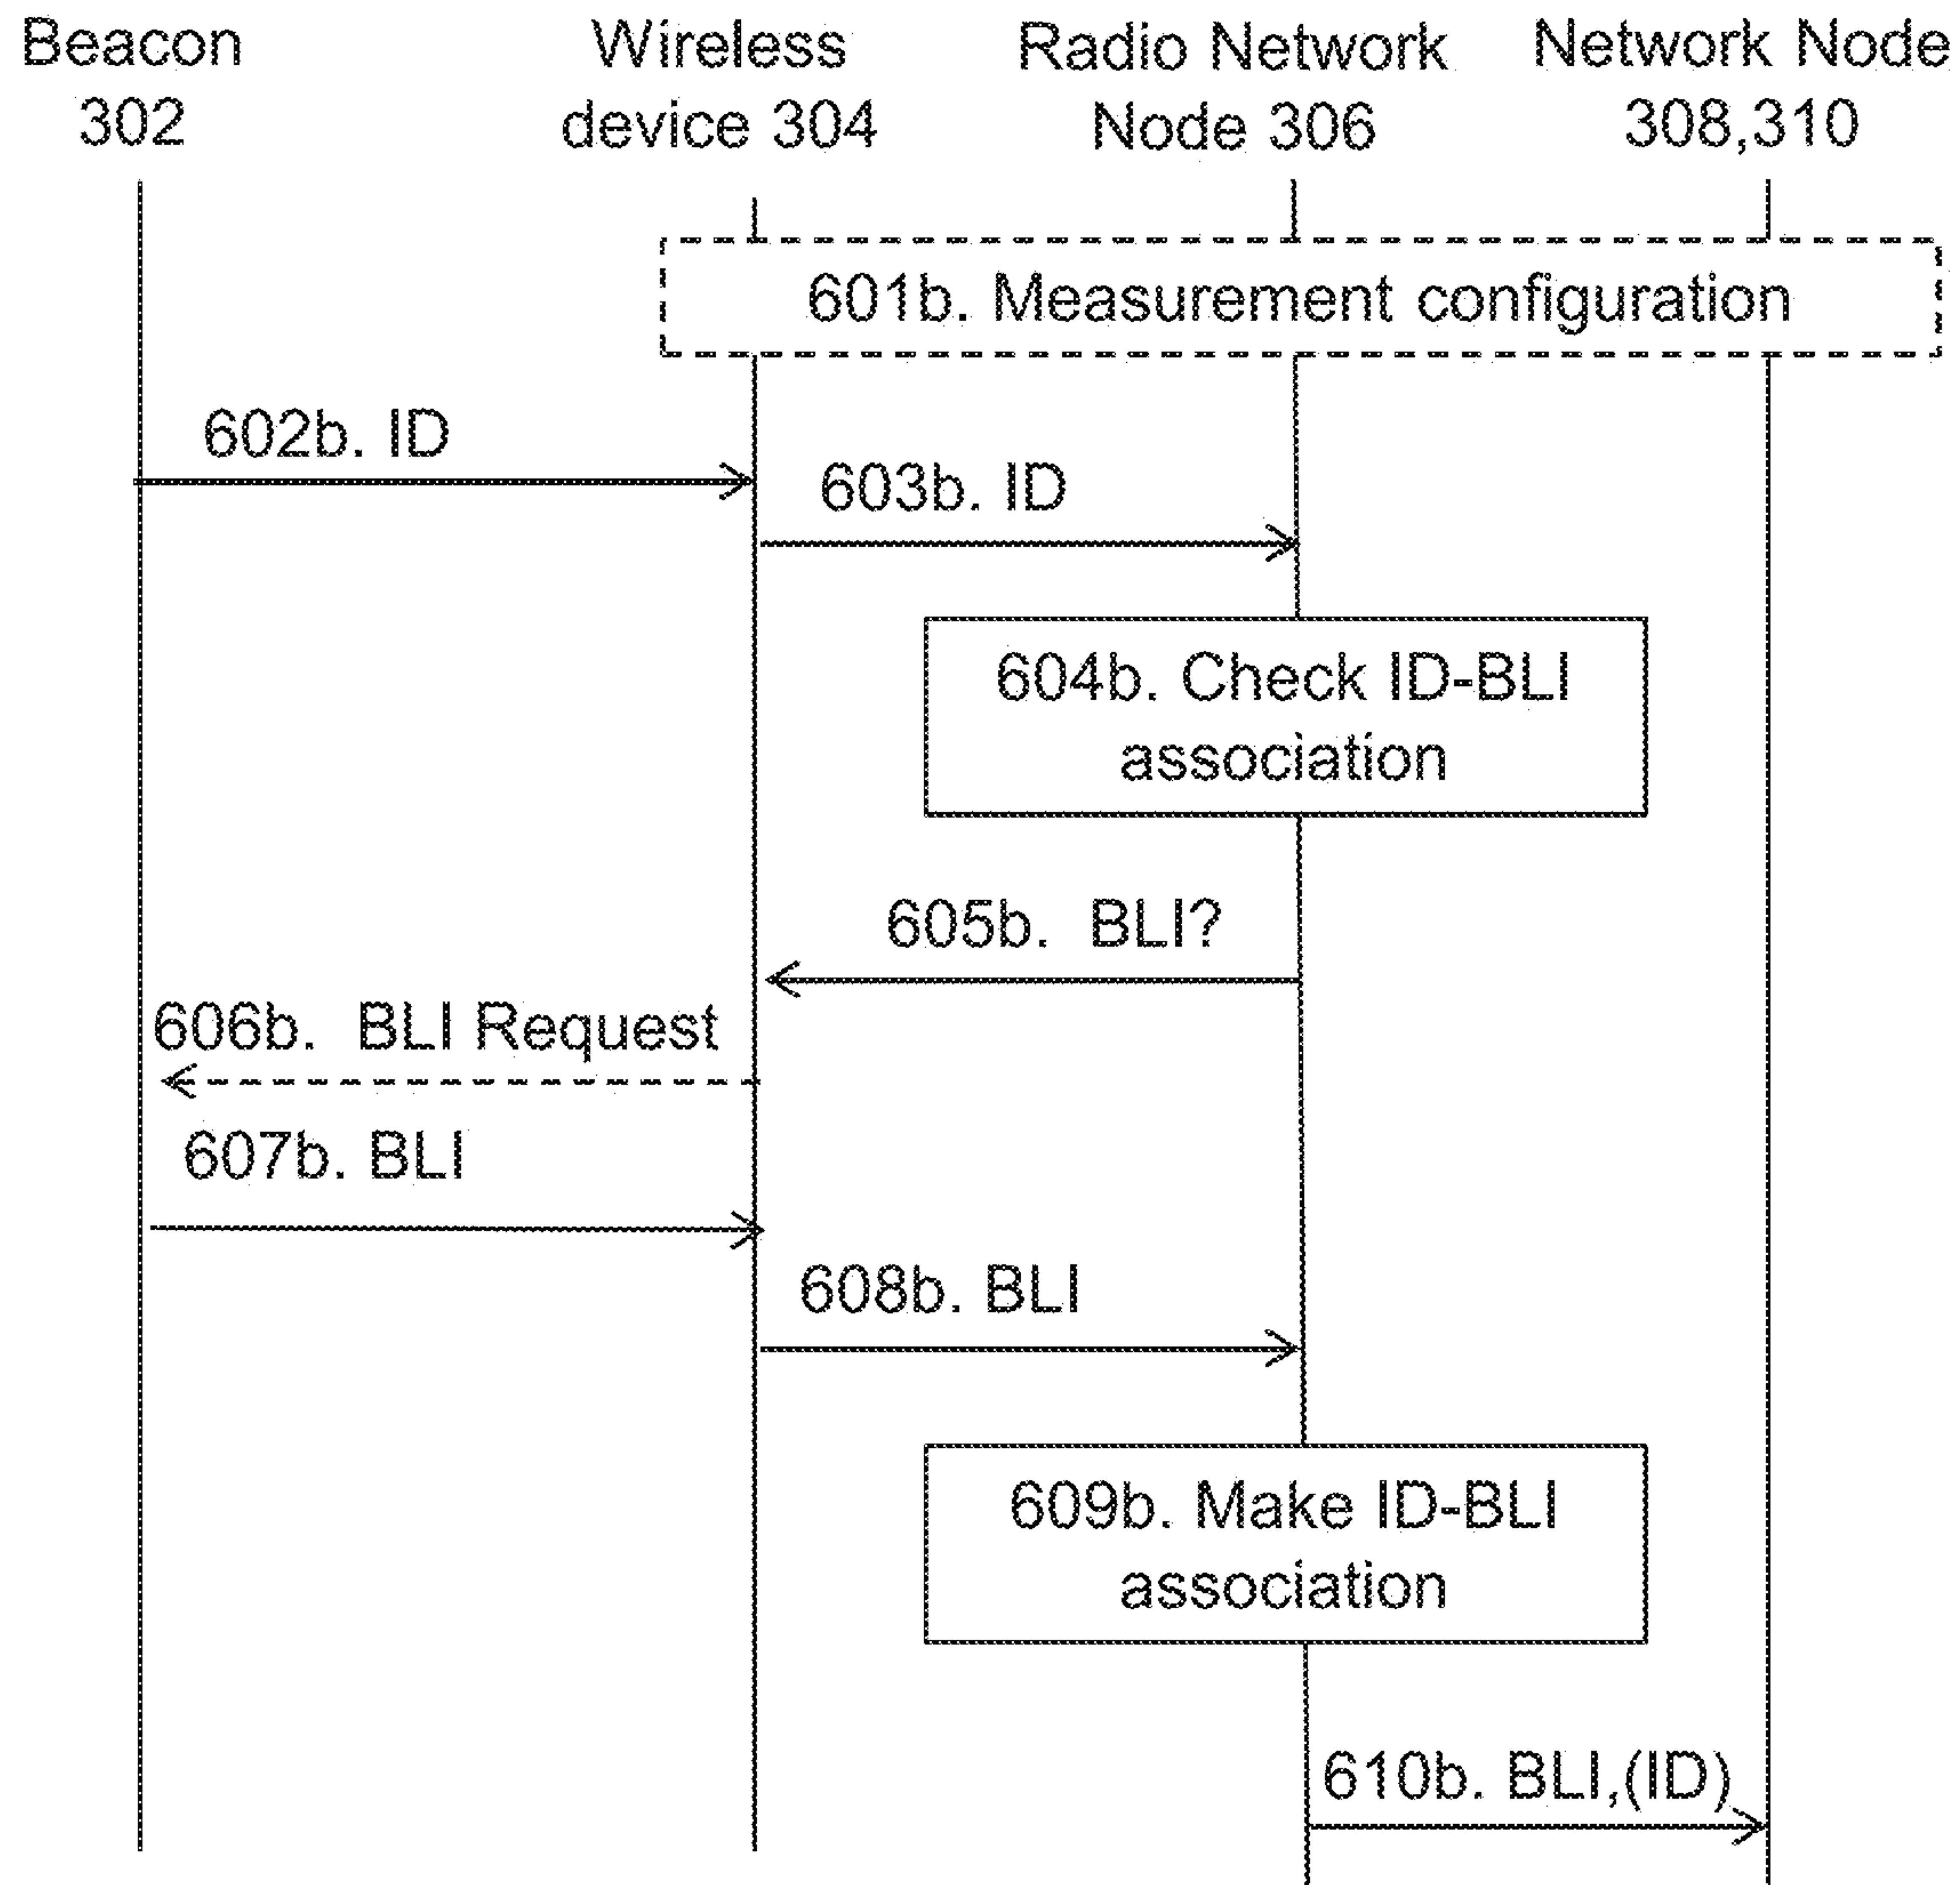 Beacon
302
Wireless
device 304
Radio Network
Node 306
Network Node
308,310
601b. Measurement configuration
602b. ID
603b. ID
604b. Check ID-BLI
association
605b. BLI?
606b. BLI Request
607b. BLI
608b. BLI
609b. Make ID-BLI
association
610b. BLI,(ID)